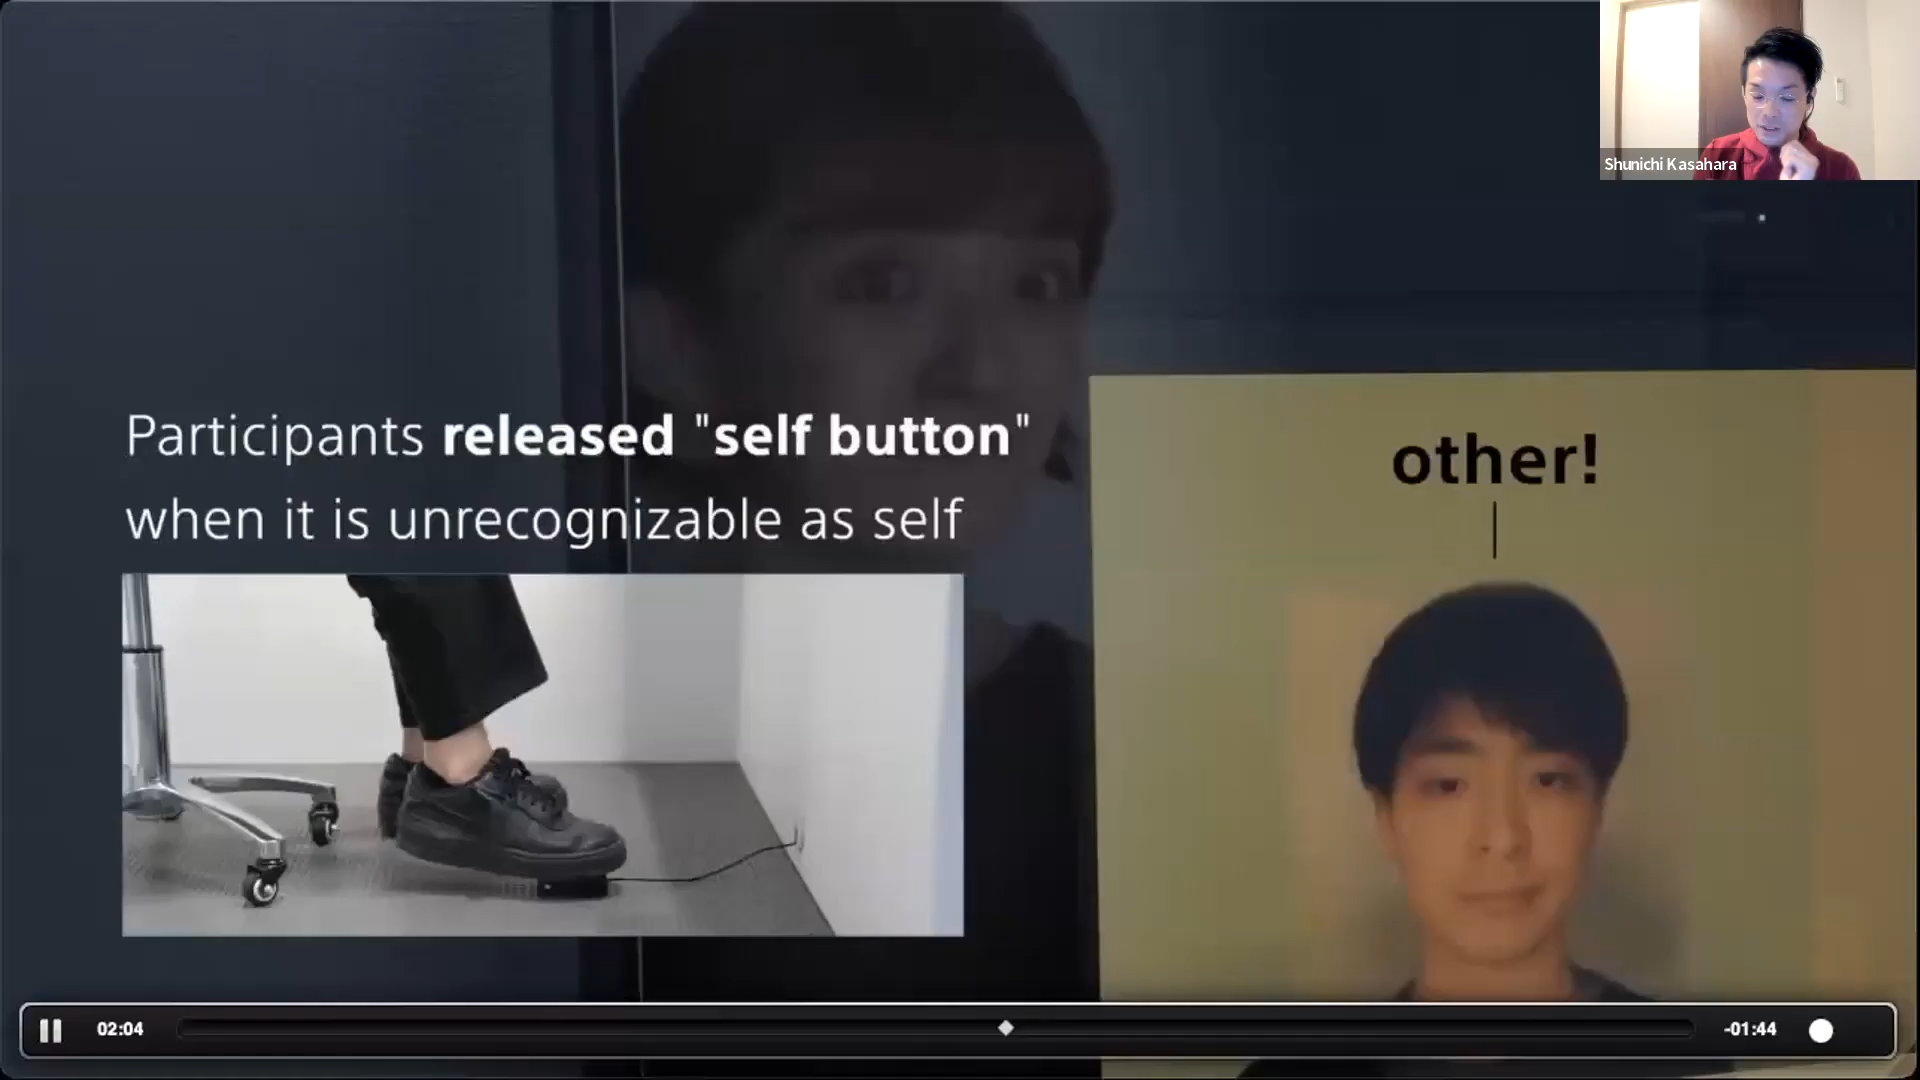 Shunichi Kasahara
Participants released "self button"
when it is unrecognizable as self
other!
02:04
-01:44